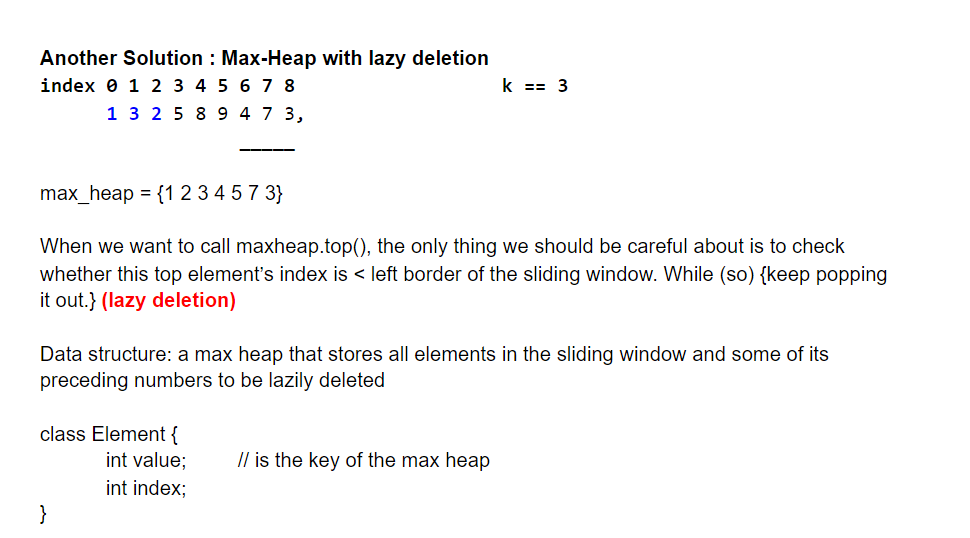 Another Solution : Max-Heap with lazy deletion
index 0 1 2 3 4 5 6 7 8 k == 3
1 3 2 5 8 9 4 7 3,
_____
max_heap = {1 2 3 4 5 7 3}
When we want to call maxheap.top(), the only thing we should be careful about is to check
whether this top element’s index is < left border of the sliding window. While (so) {keep popping
it out.} (lazy deletion)
Data structure: a max heap that stores all elements in the sliding window and some of its
preceding numbers to be lazily deleted
class Element {
int value; // is the key of the max heap
int index;
}